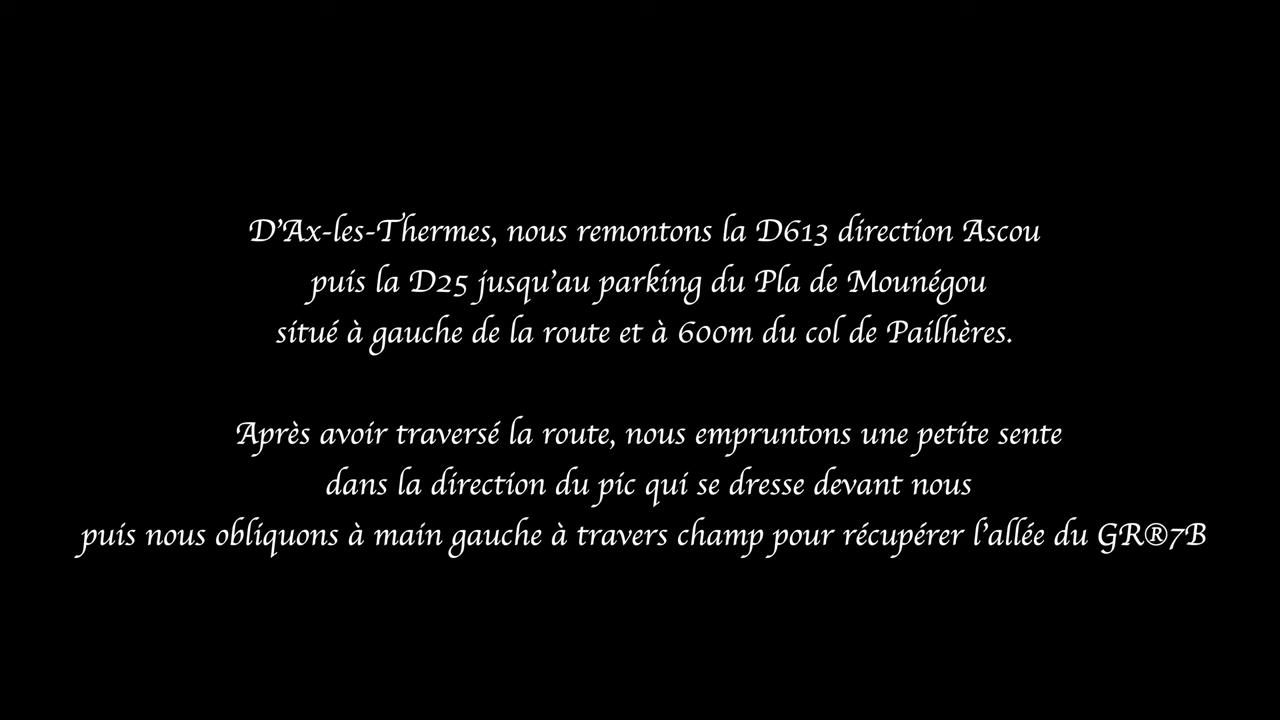 D'Ax-les-Thermes, nous remontons la D613 direction Ascou
puis la D25 jusqu'au parking du Pla de Mounégou
situé à gauche de la route et à 600m du col de Pailhères.
Après avoir traversé la route, nous empruntons une petite sente
dans la direction du pic qui se dresse devant nous
puis nous obliquons à main gauche à travers champ pour récupérer l'allée du GR®7B